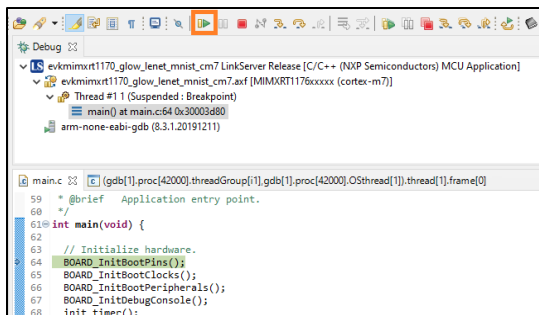 Debug
evkmimxrt1170_glow_lenet_mnist_cm7 LinkServer Release [C/C++ (NXP Semiconductors) MCU Application]
evkmimxrt1170_glow_lenet_mnist_cm7.axf [MIMXRT1176xxxxx (cortex-m7)]
Thread #1 1 (Suspended : Breakpoint)
main() at main.c:64 0x30003d80
arm-none-eabi-gdb (8.3.1.20191211)
main.c (gdb[1].proc[42000].threadGroup[i1],gdb[1].proc[42000].OSthread[1]).thread[1].frame[0]
59 * @brief Application entry point.
60 */
61 int main(void) {
62
63 // Initialize hardware.
64 BOARD_InitBootPins();
65 BOARD_InitBootClocks();
66 BOARD_InitBootPeripherals();
67 BOARD_InitDebugConsole();
68 init_timer();